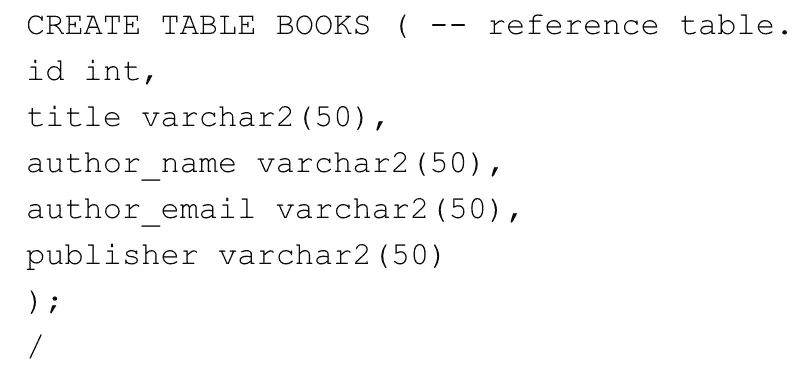 CREATE TABLE BOOKS ( -- reference table.
id int,
title varchar2(50),
author_name varchar2(50),
author_email varchar2(50),
publisher varchar2(50)
);
/